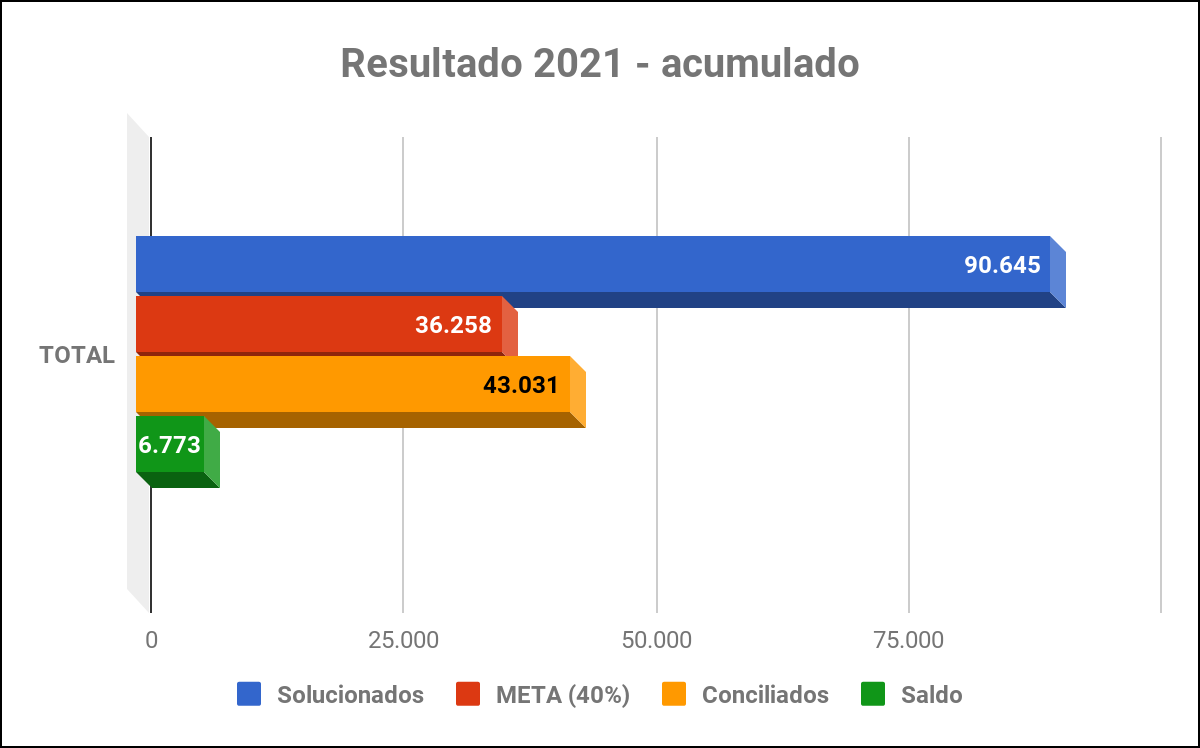 Resultado 2021 - acumulado
90.645
36.258
TOTAL
43.031
6.773
0 25.000 50.000 75.000
Solucionados META (40%) Conciliados Saldo